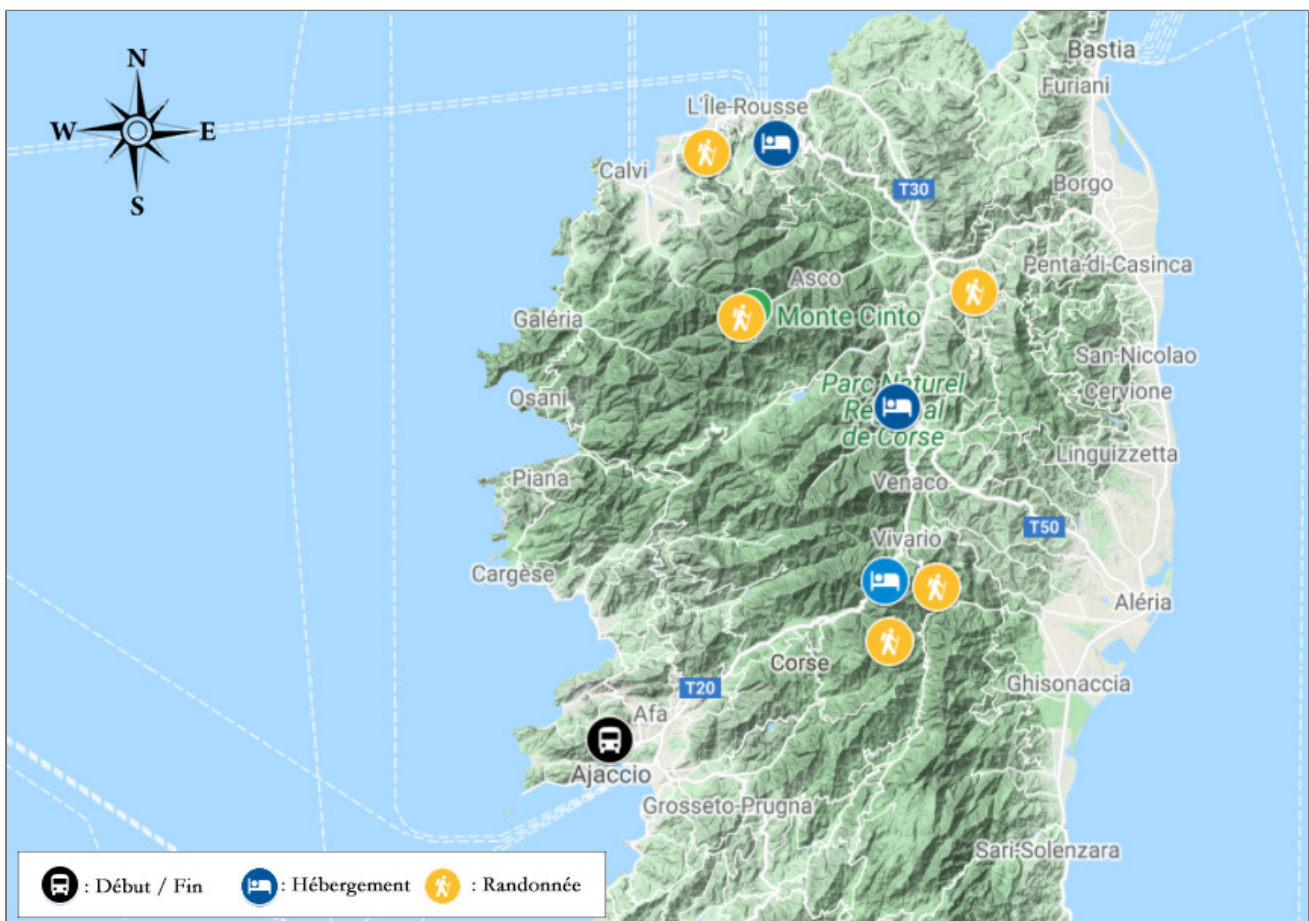 N
Bastia
Furiani
L'Île-Rousse
W
E
Calvi
T30
Borgo
S
Penta-di-Casinca
Asco
Galéria
Monte Cinto
San-Nicolao
Parc Naturel
Cervione
Osani
Re al
de Corse
Linguizzetta
Piana
Venaco
T50
Vivario
Cargèse
Aléria
Corse
Ghisonaccia
T20
Afa
Ajaccio
Grosseto-Prugna
Sari-Solenzara
: Début / Fin : Hébergement : Randonnée